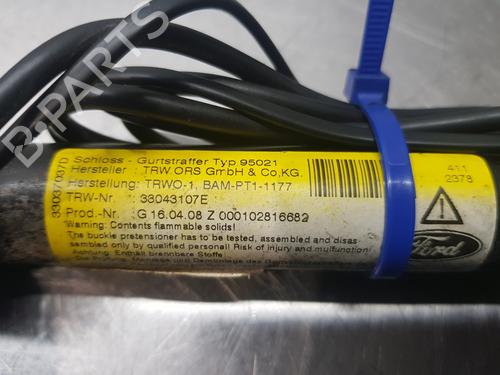 B-PARTS
33037037D
Schloss - Gurtstraffer Typ 95021
Hersteller : TRW ORS GmbH & Co.KG.
Herstellung: TRWO-1, BAM-PT1-1177
TRW-Nr. 33043107E
Prod.-Nr. G 16.04.08 Z 000102816682
Warning: Contents flammable solids!
The buckle pretensioner has to be tested, assembled and disas-
sembled only by qualified personal! Risk of injury and malfunction!
Achtung: Enthält brennbare Stoffe
411
2378
Ford